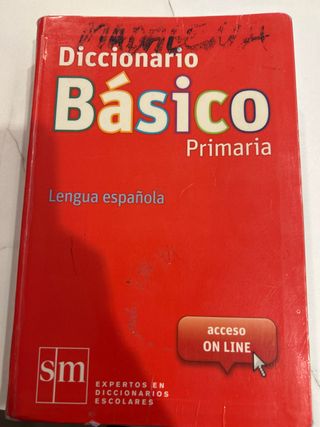 Diccionario
Básico
Primaria
Lengua española
acceso
ON LINE
sm
EXPERTOS EN
DICCIONARIOS
ESCOLARES